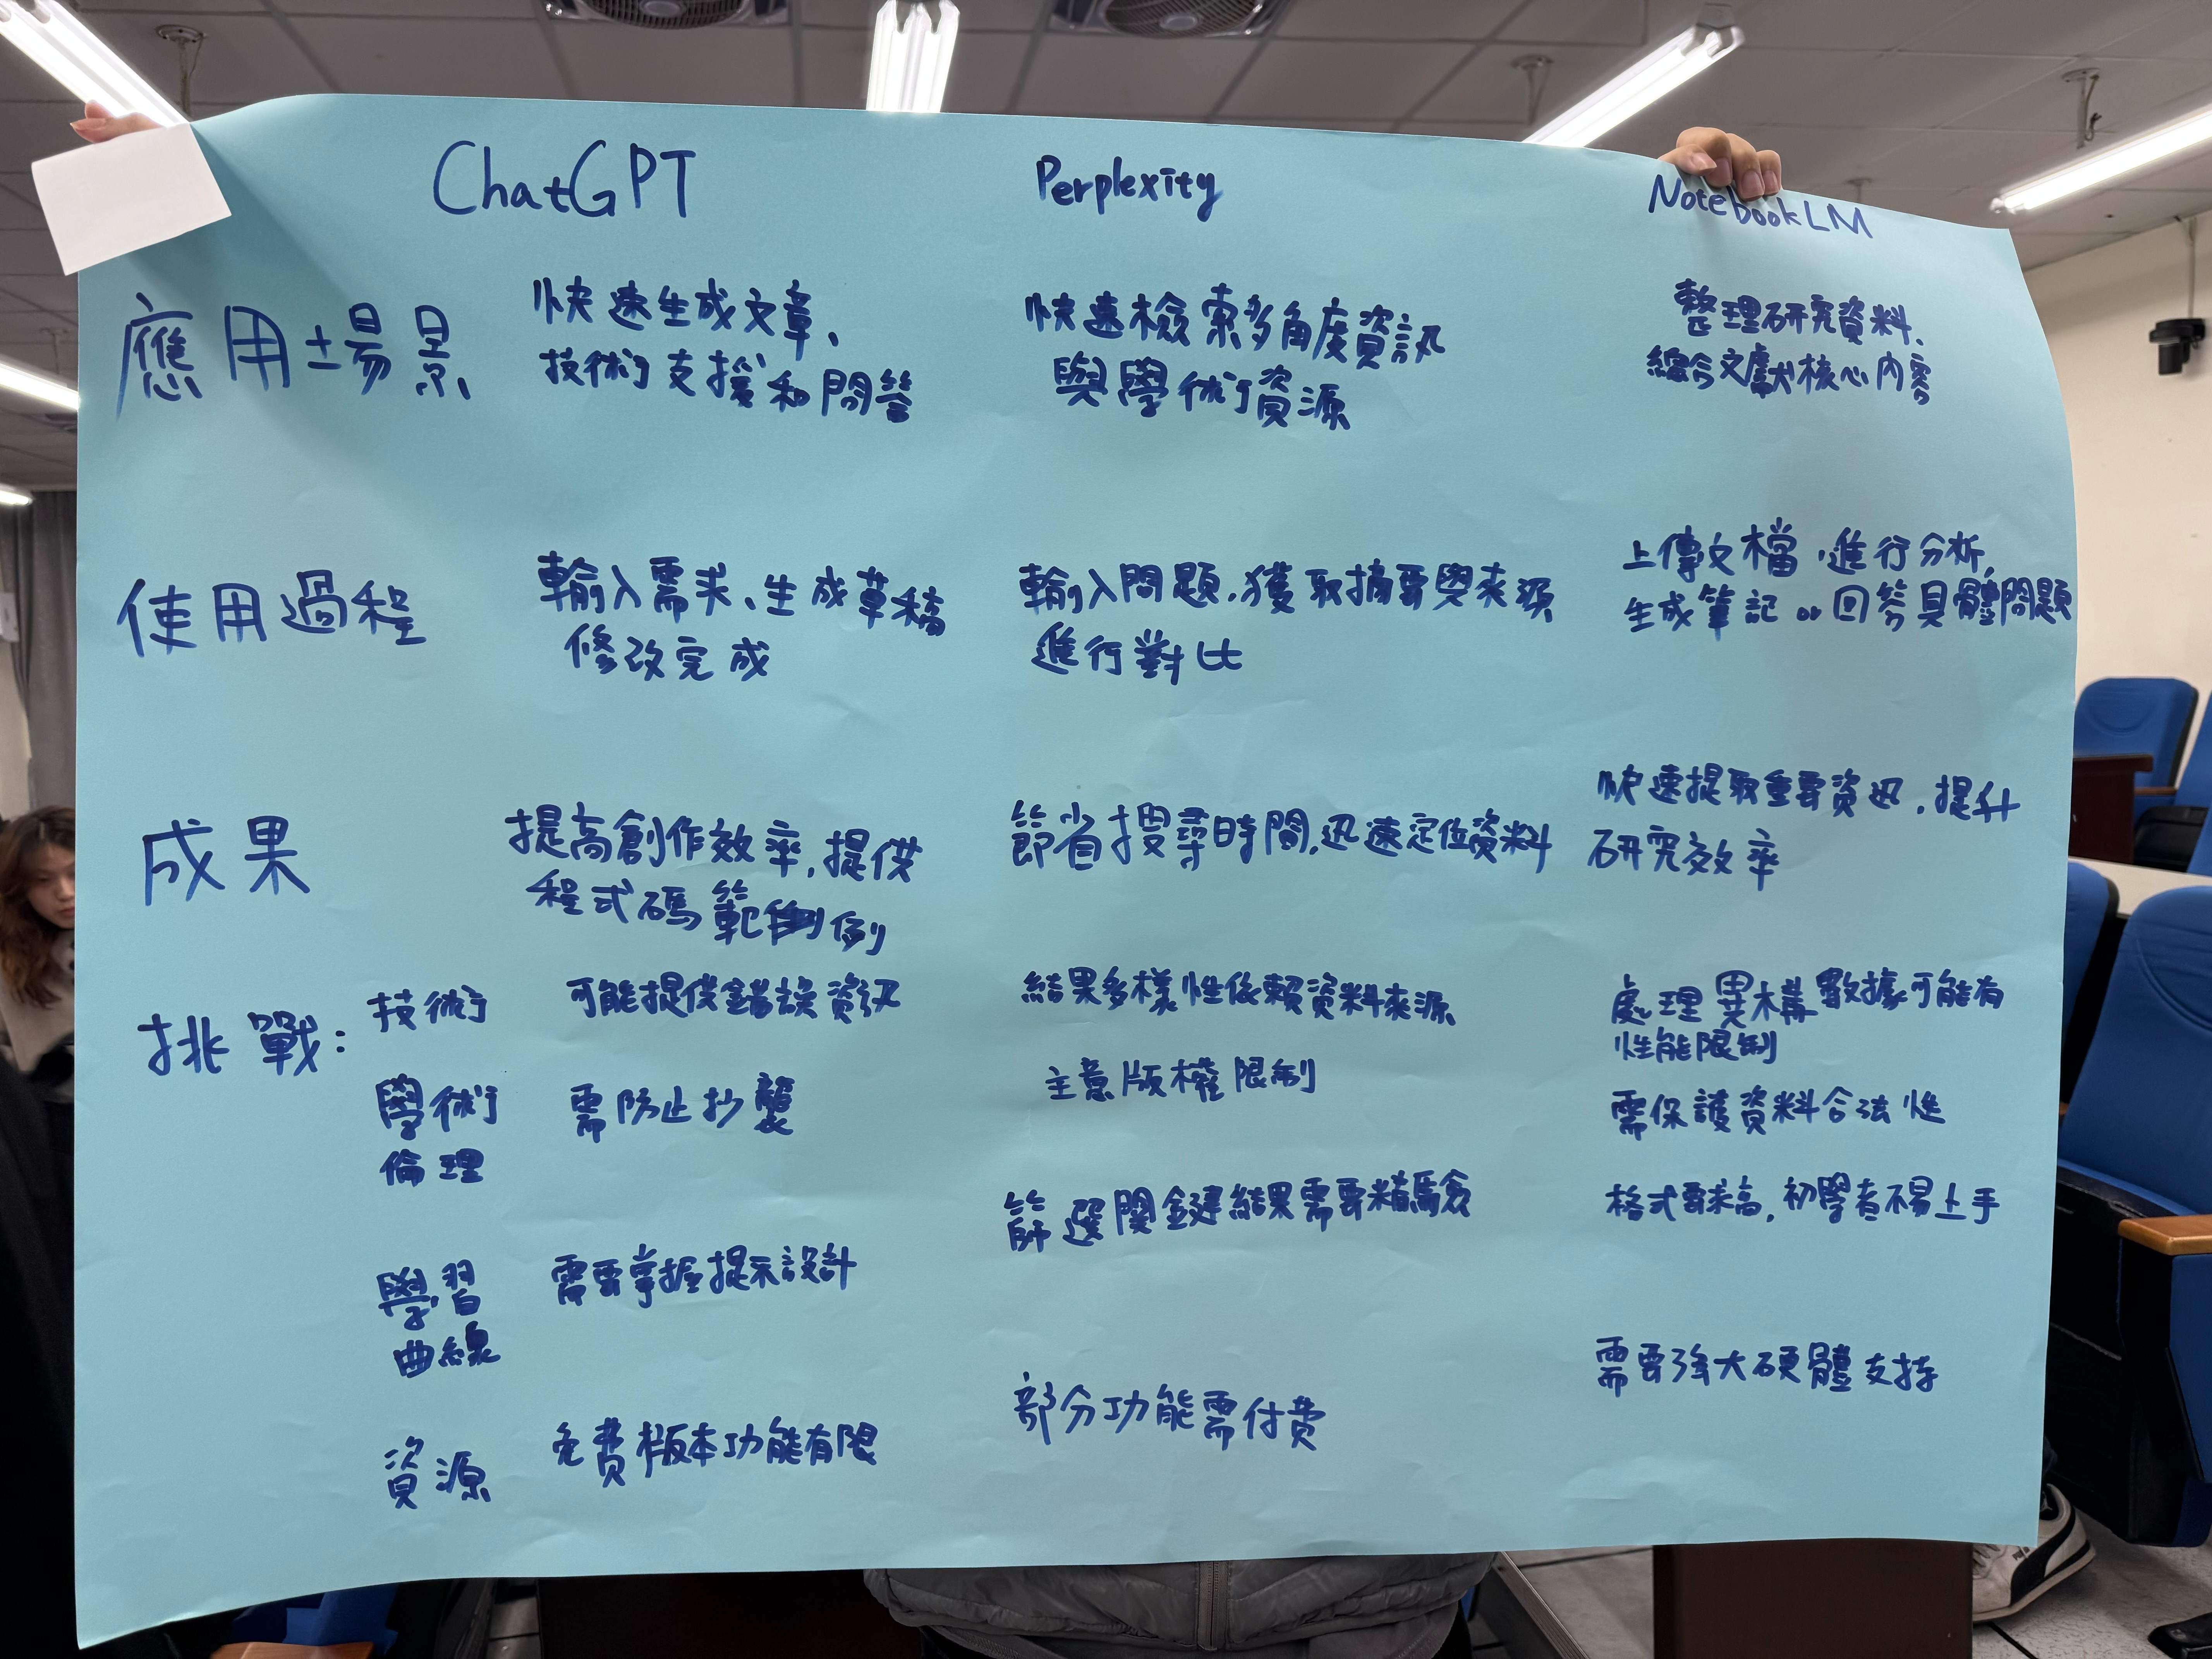 ChatGPT Perplexity NotebookLM
應用場景
快速生成文章、
技術支援和問答
快速檢索多角度資訊
與學術資源
整理研究資料、
綜合文獻核心內容
使用過程
輸入需求、生成草稿
修改完成
輸入問題,獲取摘要與來源
進行對比
上傳文檔,進行分析,
生成筆記 or 回答具體問題
成果
提高創作效率,提供
程式碼範例
節省搜尋時間,迅速定位資料
快速提取重要資訊,提升
研究效率
挑戰:
技術
可能提供錯誤資訊
結果多樣性依賴資料來源
處理異構數據可能有
性能限制
學術
倫理
需防止抄襲
主意版權限制
需保護資料合法性
學習
曲線
需要掌握提示設計
篩選關鍵結果需要經驗
格式要求高,初學者不易上手
資源
免費版本功能有限
部分功能需付費
需要強大硬體支持